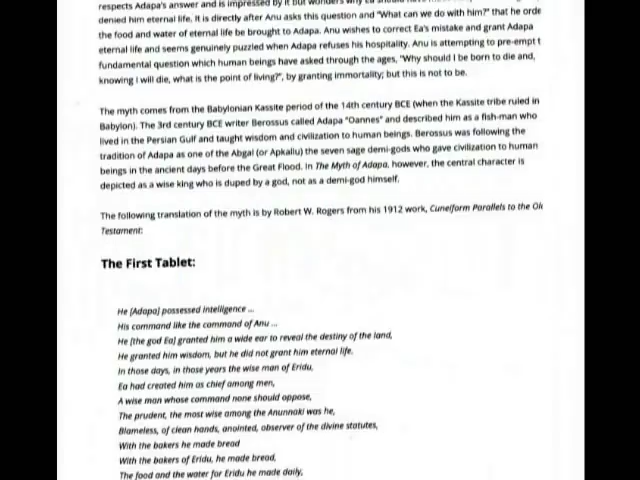 respects Adapa's answer and is impressed by it but wonders why Ea should have
denied him eternal life. It is directly after Anu asks this question and "What can we do with him?" that he orde
the food and water of eternal life be brought to Adapa. Anu wishes to correct Ea's mistake and grant Adapa
eternal life and seems genuinely puzzled when Adapa refuses his hospitality. Anu is attempting to pre-empt t
fundamental question which human beings have asked through the ages, "Why should I be born to die and,
knowing I will die, what is the point of living?", by granting immortality; but this is not to be.
The myth comes from the Babylonian Kassite period of the 14th century BCE (when the Kassite tribe ruled in
Babylon). The 3rd century BCE writer Berossus called Adapa "Oannes" and described him as a fish-man who
lived in the Persian Gulf and taught wisdom and civilization to human beings. Berossus was following the
tradition of Adapa as one of the Abgal (or Apkallu) the seven sage demi-gods who gave civilization to human
beings in the ancient days before the Great Flood. In The Myth of Adapa, however, the central character is
depicted as a wise king who is duped by a god, not as a demi-god himself.
The following translation of the myth is by Robert W. Rogers from his 1912 work, Cuneiform Parallels to the Ol
Testament:
The First Tablet:
He [Adapa] possessed intelligence ...
His command like the command of Anu ...
He [the god Ea] granted him a wide ear to reveal the destiny of the land,
He granted him wisdom, but he did not grant him eternal life.
In those days, in those years the wise man of Eridu,
Ea had created him as chief among men,
A wise man whose command none should oppose,
The prudent, the most wise among the Anunnaki was he,
Blameless, of clean hands, anointed, observer of the divine statutes,
With the bakers he made bread
With the bakers of Eridu, he made bread,
The food and the water for Eridu he made daily,